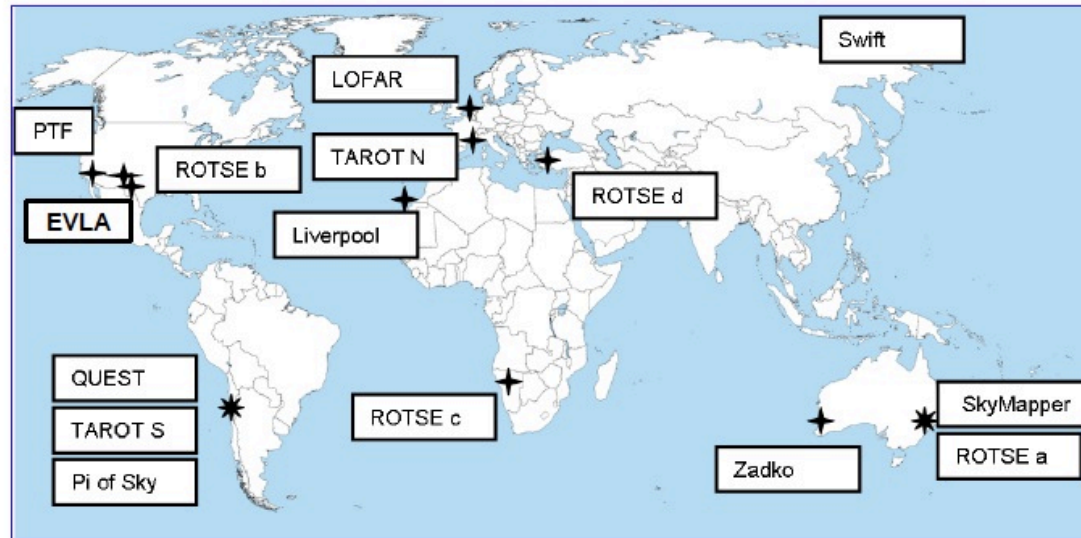 Swift
LOFAR
PTF
TAROT N
ROTSE b
ROTSE d
EVLA
Liverpool
QUEST
SkyMapper
ROTSE c
TAROT S
Zadko
ROTSE a
Pi of Sky